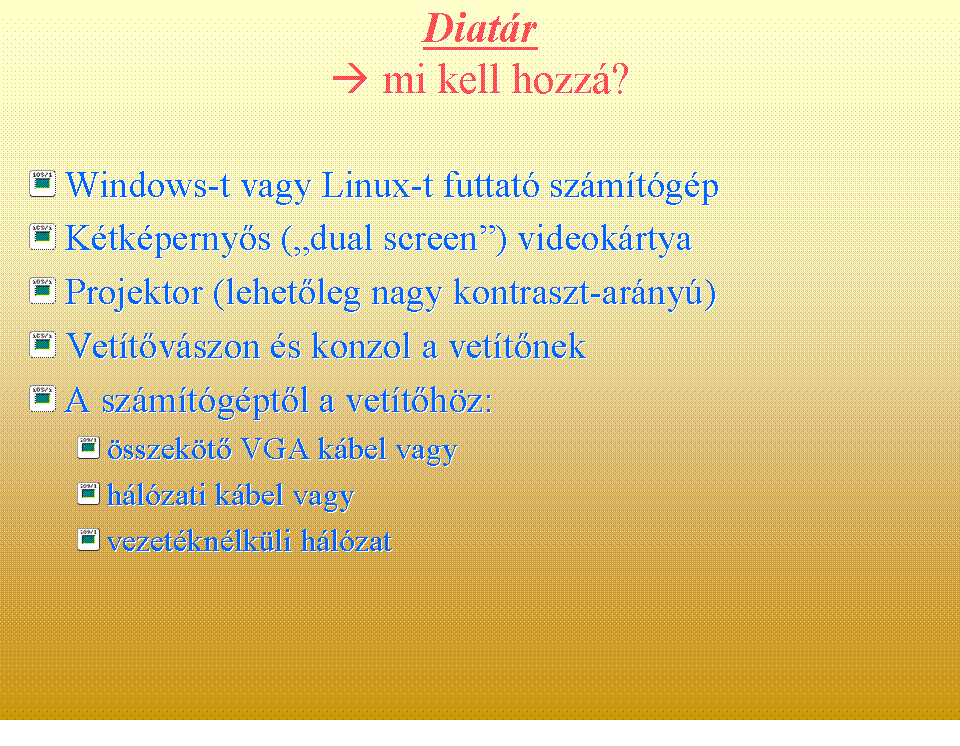 Diatár
→ mi kell hozzá?
Windows-t vagy Linux-t futtató számítógép
Kétképernyős („dual screen”) videokártya
Projektor (lehetőleg nagy kontraszt-arányú)
Vetítővászon és konzol a vetítőnek
A számítógéptől a vetítőhöz:
összekötő VGA kábel vagy
hálózati kábel vagy
vezetéknélküli hálózat